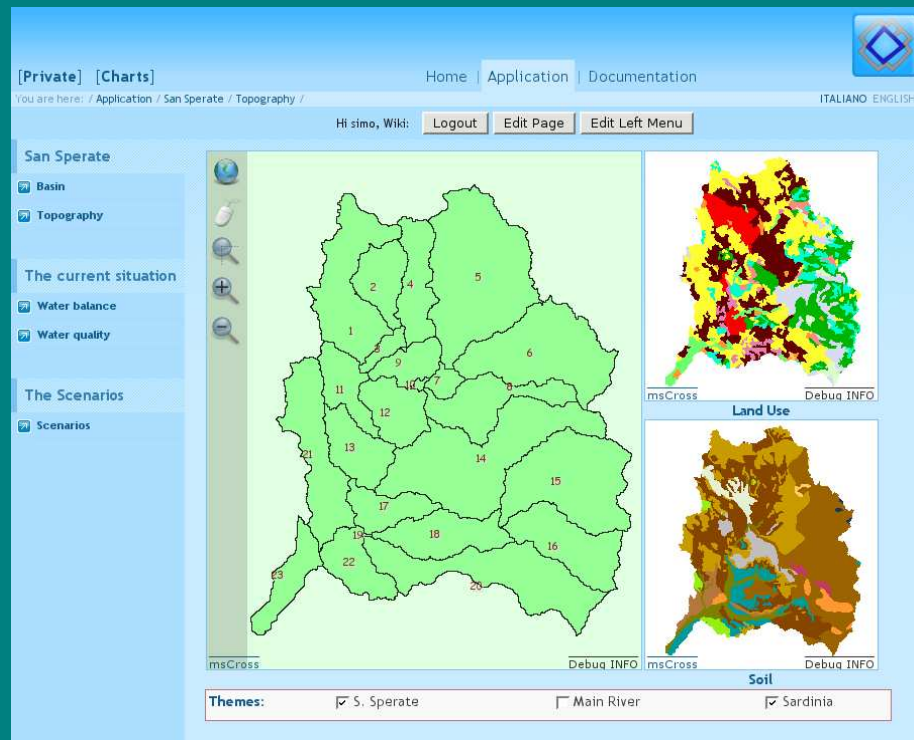 [Private] [Charts]
Home | Application | Documentation
You are here: / Application / San Sperate / Topography /
ITALIANO ENGLISH
Hi simo, Wiki: Logout Edit Page Edit Left Menu
San Sperate
Basin
Topography
The current situation
Water balance
Water quality
The Scenarios
Scenarios
1
2
3
4
5
6
7
8
9
10
11
12
13
14
15
16
17
18
19
20
21
22
23
msCross
Debug INFO
msCross
Debug INFO
Land Use
msCross
Debug INFO
Soil
Themes: S. Sperate Main River Sardinia